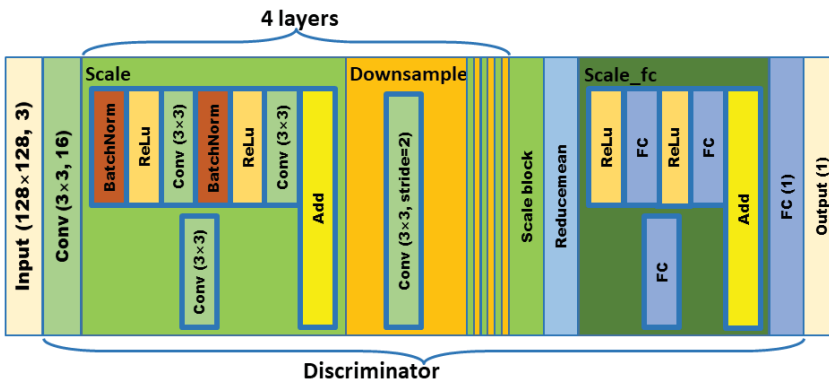 4 layers
Input (128×128, 3)
Conv (3×3, 16)
Scale
BatchNorm
ReLu
Conv (3×3)
BatchNorm
ReLu
Conv (3×3)
Add
Conv (3×3)
Downsample
Conv (3×3, stride=2)
Scale block
Reducemean
Scale_fc
ReLu
FC
ReLu
FC
Add
FC
FC (1)
Output (1)
Discriminator